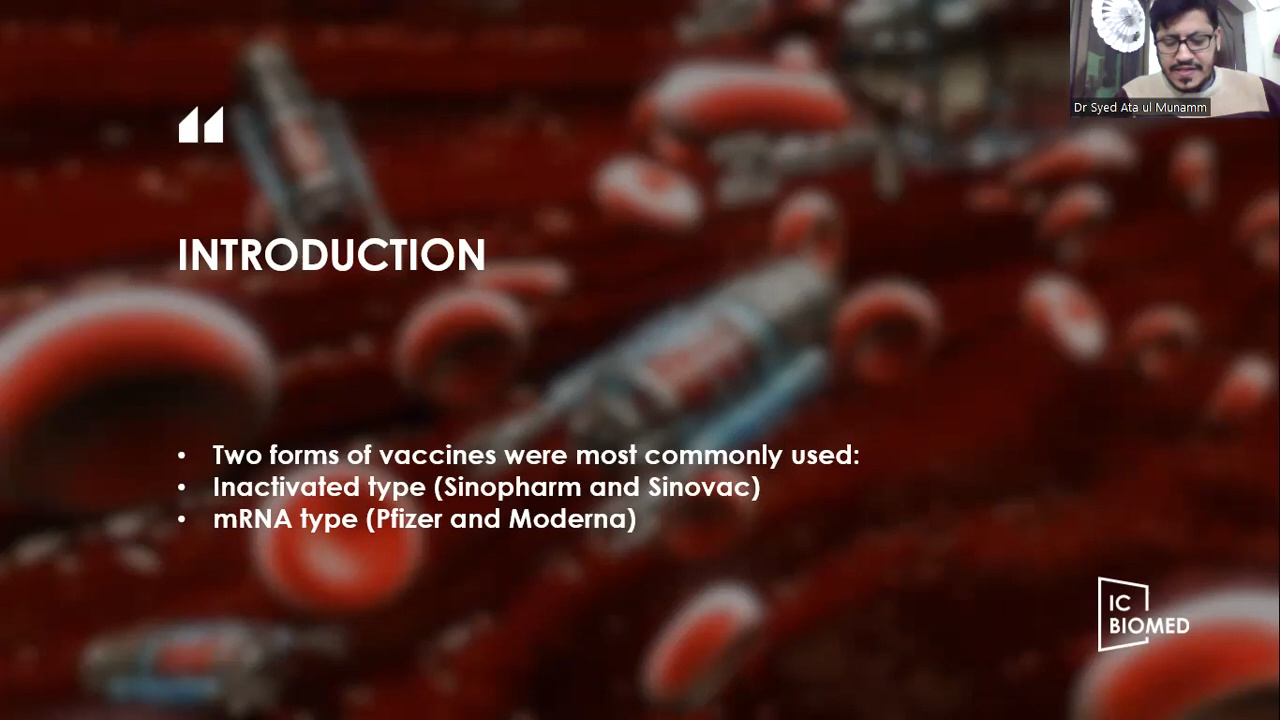 Dr Syed Ata ul Munamm
INTRODUCTION
• Two forms of vaccines were most commonly used:
• Inactivated type (Sinopharm and Sinovac)
• mRNA type (Pfizer and Moderna)
IC
BIOMED